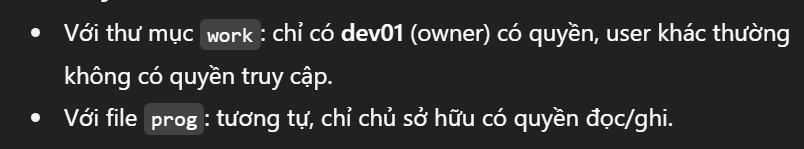 • Với thư mục work: chỉ có dev01 (owner) có quyền, user khác thường
không có quyền truy cập.
• Với file prog: tương tự, chỉ chủ sở hữu có quyền đọc/ghi.